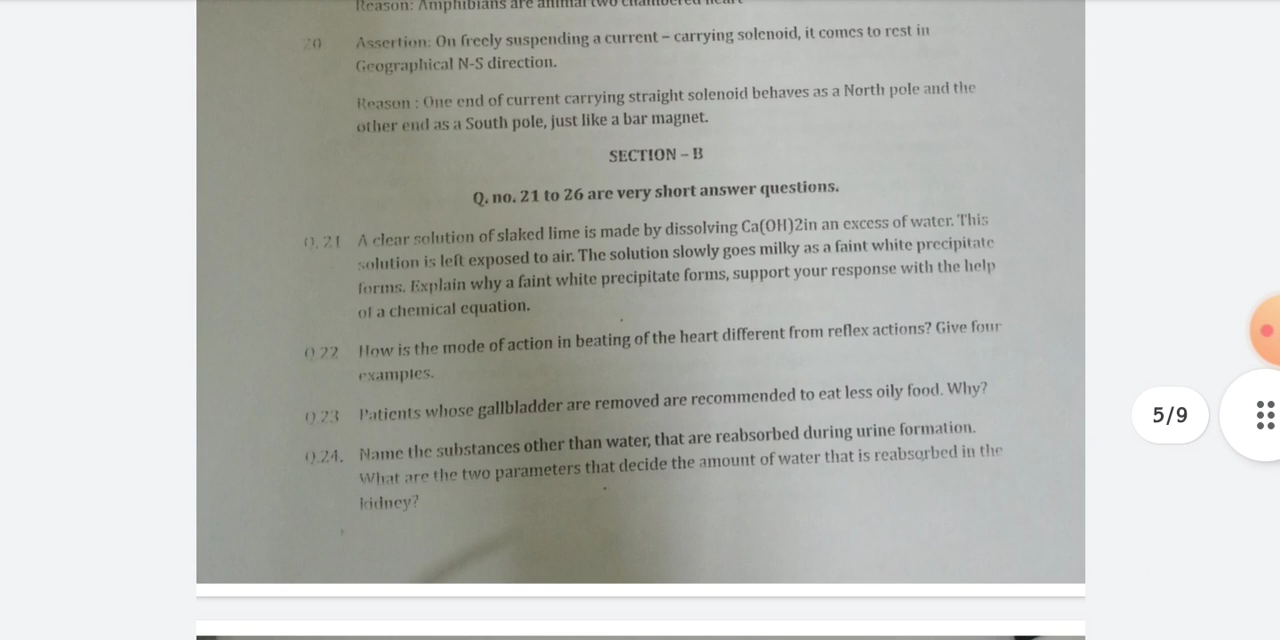 Reason: Amphibians are animal two chambered heart
20 Assertion: On freely suspending a current – carrying solenoid, it comes to rest in
Geographical N-S direction.
Reason : One end of current carrying straight solenoid behaves as a North pole and the
other end as a South pole, just like a bar magnet.
SECTION – B
Q. no. 21 to 26 are very short answer questions.
Q.21 A clear solution of slaked lime is made by dissolving Ca(OH)2in an excess of water. This
solution is left exposed to air. The solution slowly goes milky as a faint white precipitate
forms. Explain why a faint white precipitate forms, support your response with the help
of a chemical equation.
Q.22 How is the mode of action in beating of the heart different from reflex actions? Give four
examples.
Q.23 Patients whose gallbladder are removed are recommended to eat less oily food. Why?
Q.24. Name the substances other than water, that are reabsorbed during urine formation.
What are the two parameters that decide the amount of water that is reabsorbed in the
kidney?
5/9